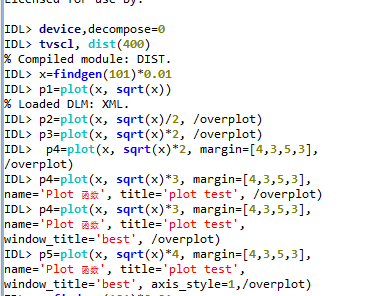 Licensed for use by:
IDL> device,decompose=0
IDL> tvscl, dist(400)
% Compiled module: DIST.
IDL> x=findgen(101)*0.01
IDL> p1=plot(x, sqrt(x))
% Loaded DLM: XML.
IDL> p2=plot(x, sqrt(x)/2, /overplot)
IDL> p3=plot(x, sqrt(x)*2, /overplot)
IDL>  p4=plot(x, sqrt(x)*2, margin=[4,3,5,3],
/overplot)
IDL> p4=plot(x, sqrt(x)*3, margin=[4,3,5,3],
name='Plot 函数', title='plot test', /overplot)
IDL> p4=plot(x, sqrt(x)*3, margin=[4,3,5,3],
name='Plot 函数', title='plot test',
window_title='best', /overplot)
IDL> p5=plot(x, sqrt(x)*4, margin=[4,3,5,3],
name='Plot 函数', title='plot test',
window_title='best', axis_style=1,/overplot)